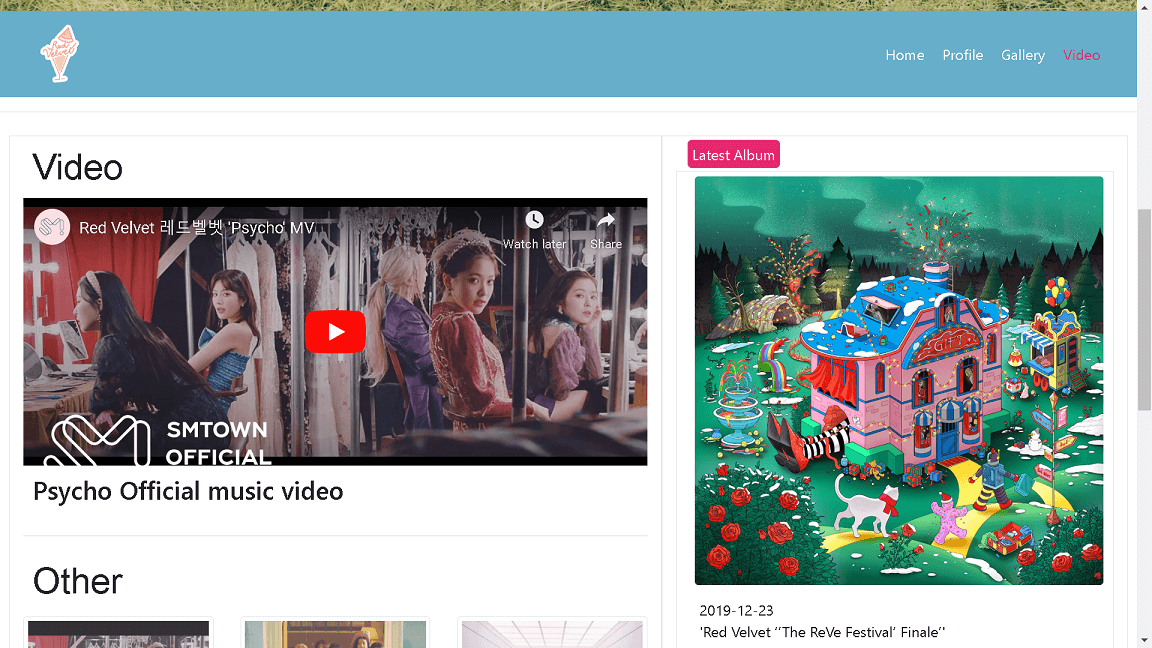 Red
Velvet
Home Profile Gallery Video
Video
Red Velvet 레드벨벳 'Psycho' MV
Watch later
Share
SMTOWN
OFFICIAL
Psycho Official music video
Other
Latest Album
2019-12-23
'Red Velvet ‘‘The ReVe Festival’ Finale’'